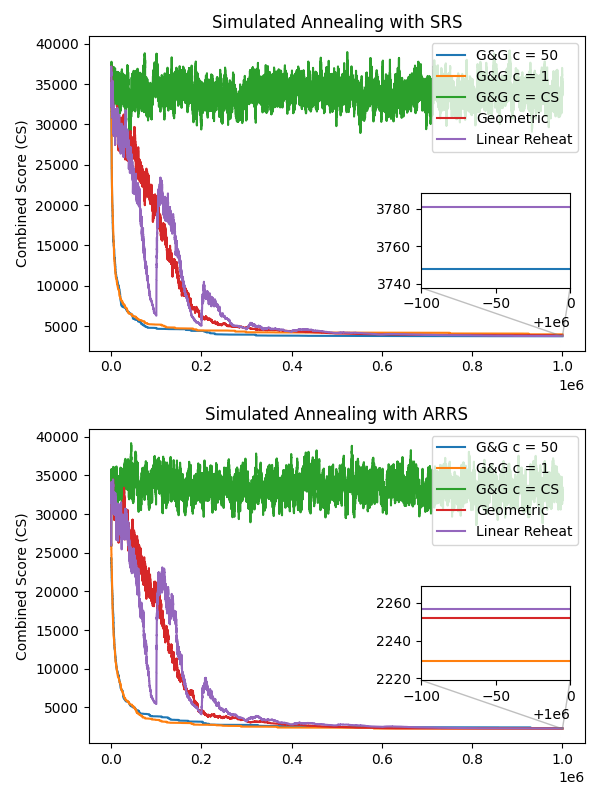 Simulated Annealing with SRS
40000
35000
30000
25000
20000
15000
10000
5000
Combined Score (CS)
G&G c = 50
G&G c = 1
G&G c = CS
Geometric
Linear Reheat
3780
3760
3740
−100 −50 0
+1e6
0.0 0.2 0.4 0.6 0.8 1.0
1e6
Simulated Annealing with ARRS
40000
35000
30000
25000
20000
15000
10000
5000
Combined Score (CS)
G&G c = 50
G&G c = 1
G&G c = CS
Geometric
Linear Reheat
2260
2240
2220
−100 −50 0
+1e6
0.0 0.2 0.4 0.6 0.8 1.0
1e6